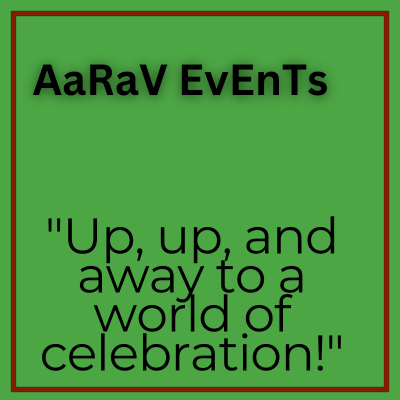 AaRaV EvEnTs
"Up, up, and
away to a
world of
celebration!"